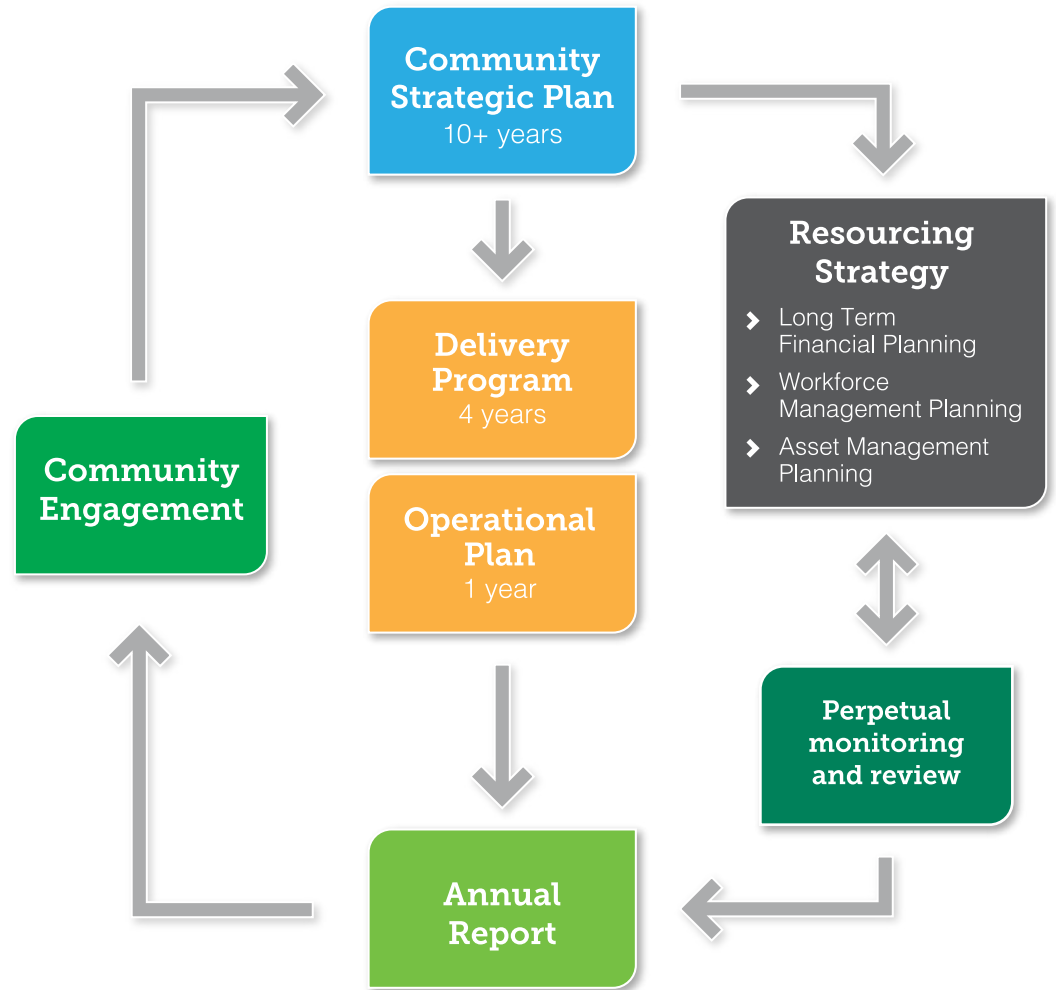 Community
Strategic Plan
10+ years
Resourcing
Strategy
Long Term
Financial Planning
Workforce
Management Planning
Asset Management
Planning
Delivery
Program
4 years
Community
Engagement
Operational
Plan
1 year
Perpetual
monitoring
and review
Annual
Report